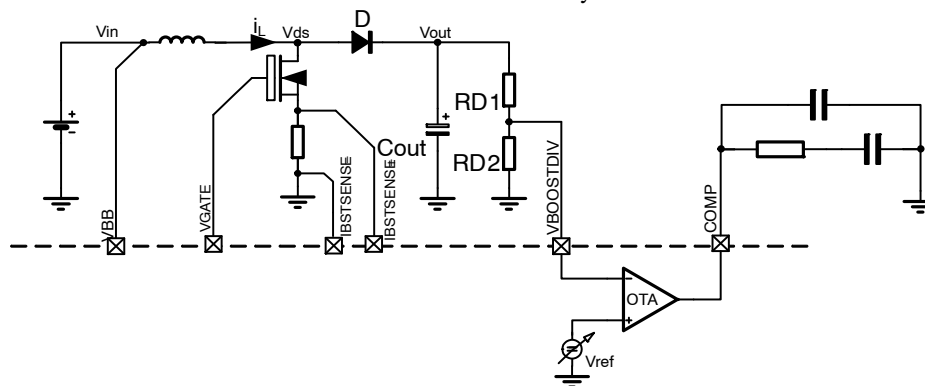 Vin
iL
Vds
D
Vout
+
-
+
Cout
RD1
RD2
VBB
VGATE
IBSTSENSE
IBSTSENSE
VBOOSTDIV
COMP
-
OTA
+
Vref